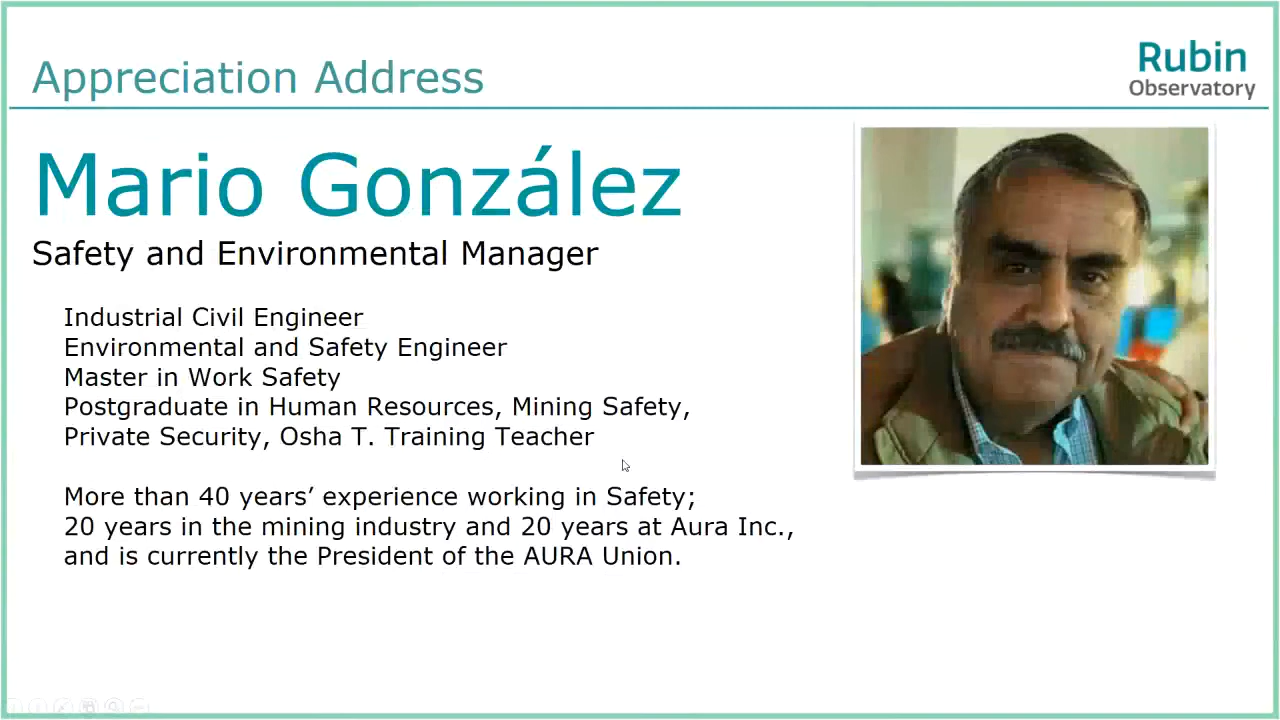 Appreciation Address
Rubin
Observatory
Mario González
Safety and Environmental Manager
Industrial Civil Engineer
Environmental and Safety Engineer
Master in Work Safety
Postgraduate in Human Resources, Mining Safety,
Private Security, Osha T. Training Teacher
More than 40 years’ experience working in Safety;
20 years in the mining industry and 20 years at Aura Inc.,
and is currently the President of the AURA Union.